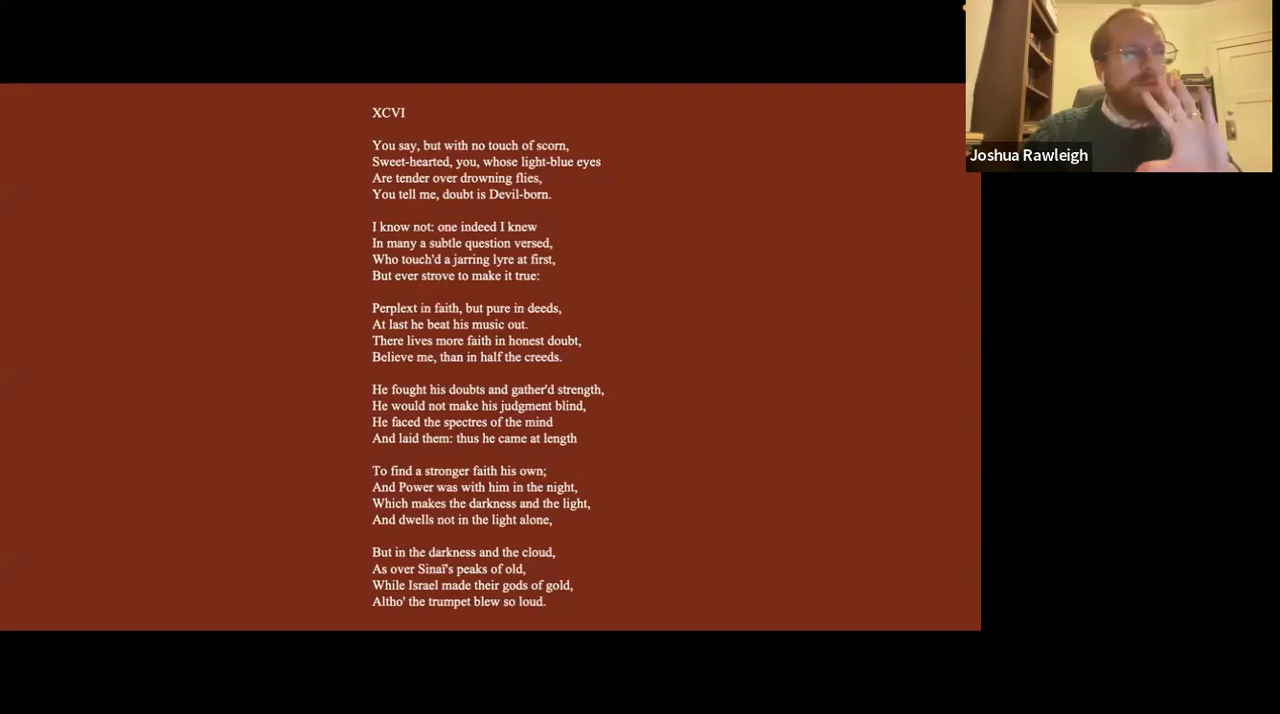 XCVI
You say, but with no touch of scorn,
Sweet-hearted, you, whose light-blue eyes
Are tender over drowning flies,
You tell me, doubt is Devil-born.
I know not: one indeed I knew
In many a subtle question versed,
Who touch'd a jarring lyre at first,
But ever strove to make it true:
Perplext in faith, but pure in deeds,
At last he beat his music out.
There lives more faith in honest doubt,
Believe me, than in half the creeds.
He fought his doubts and gather'd strength,
He would not make his judgment blind,
He faced the spectres of the mind
And laid them: thus he came at length
To find a stronger faith his own;
And Power was with him in the night,
Which makes the darkness and the light,
And dwells not in the light alone,
But in the darkness and the cloud,
As over Sinaï's peaks of old,
While Israel made their gods of gold,
Altho' the trumpet blew so loud.
Joshua Rawleigh